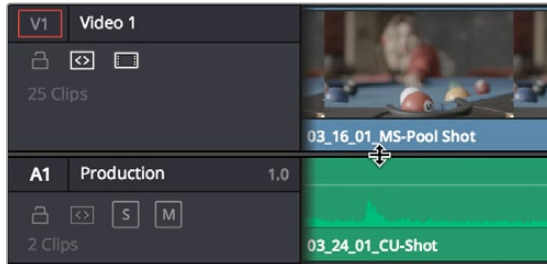 V1 Video 1
25 Clips
03_16_01_MS-Pool Shot
A1 Production 1.0
S M
2 Clips
03_24_01_CU-Shot